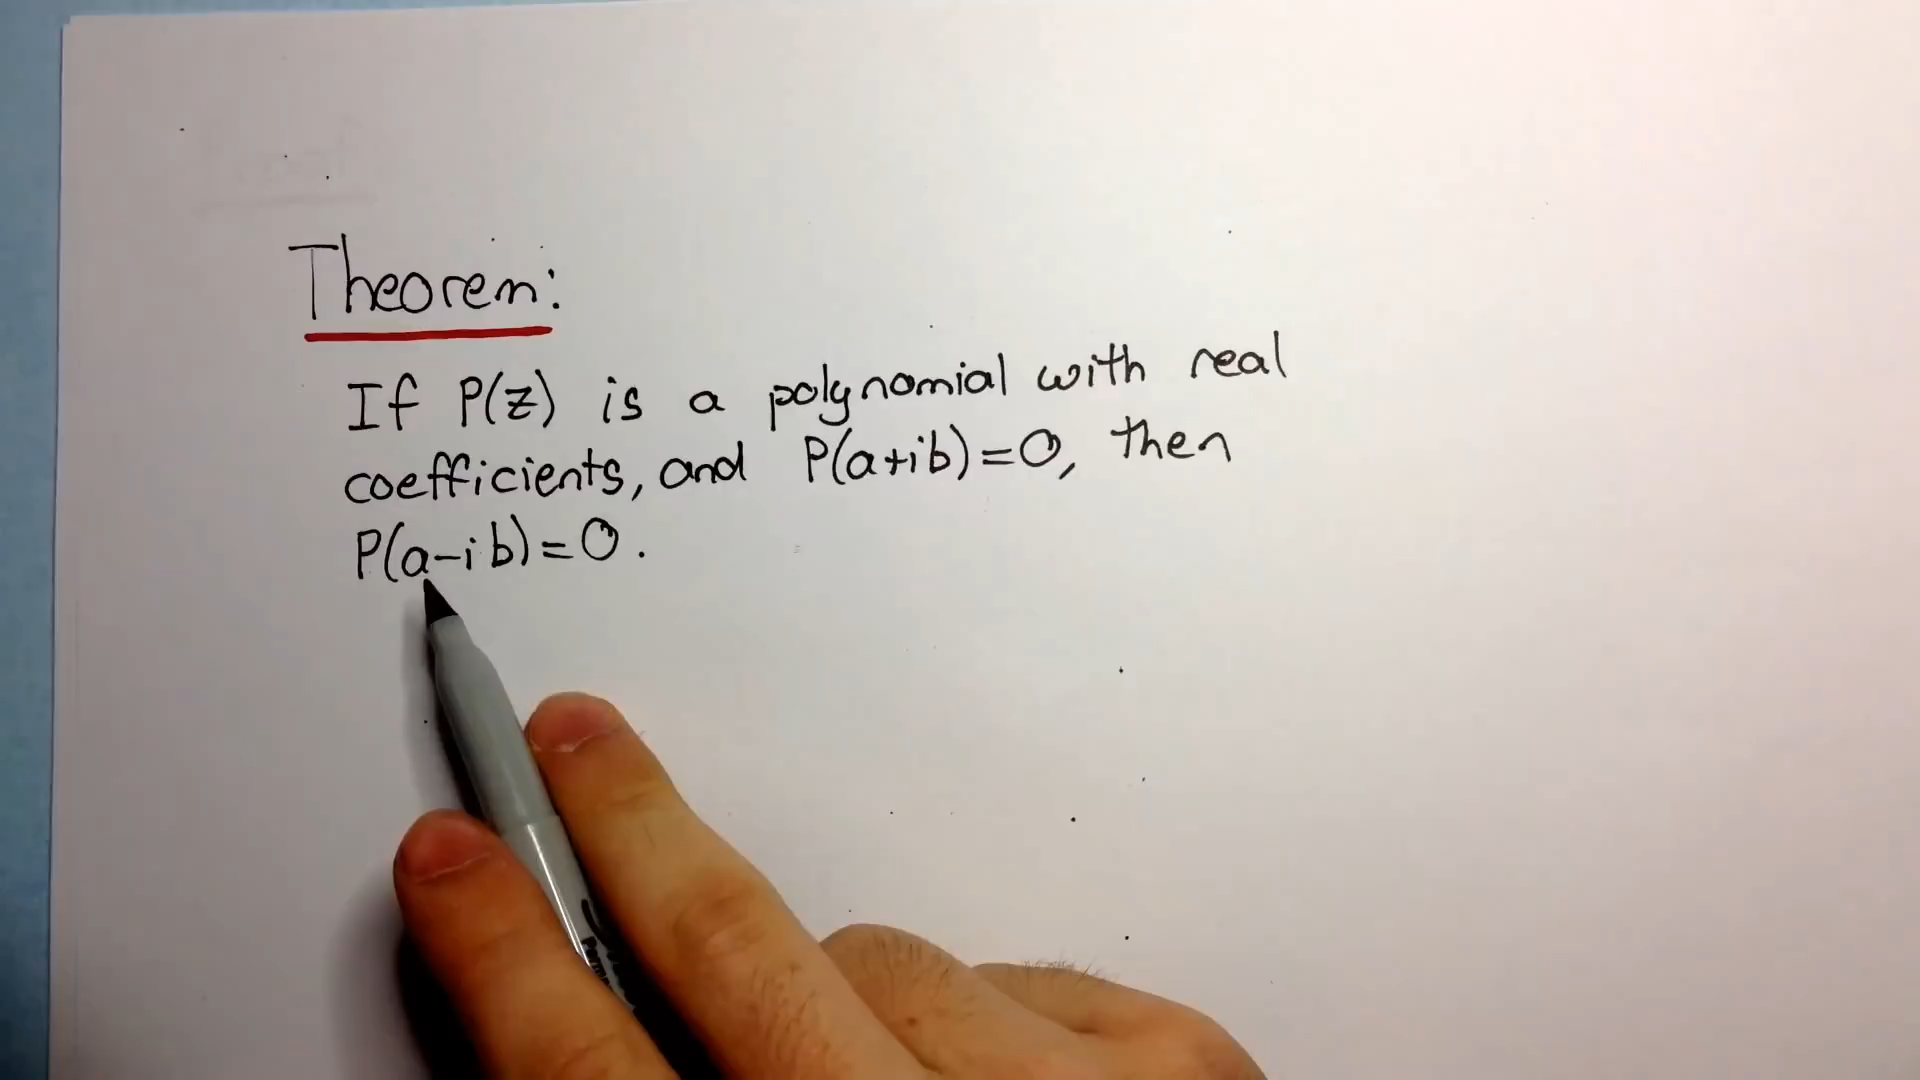 Theorem:
If P(z) is a polynomial with real
coefficients, and P(a+ib)=0, then
P(a-ib)=0.